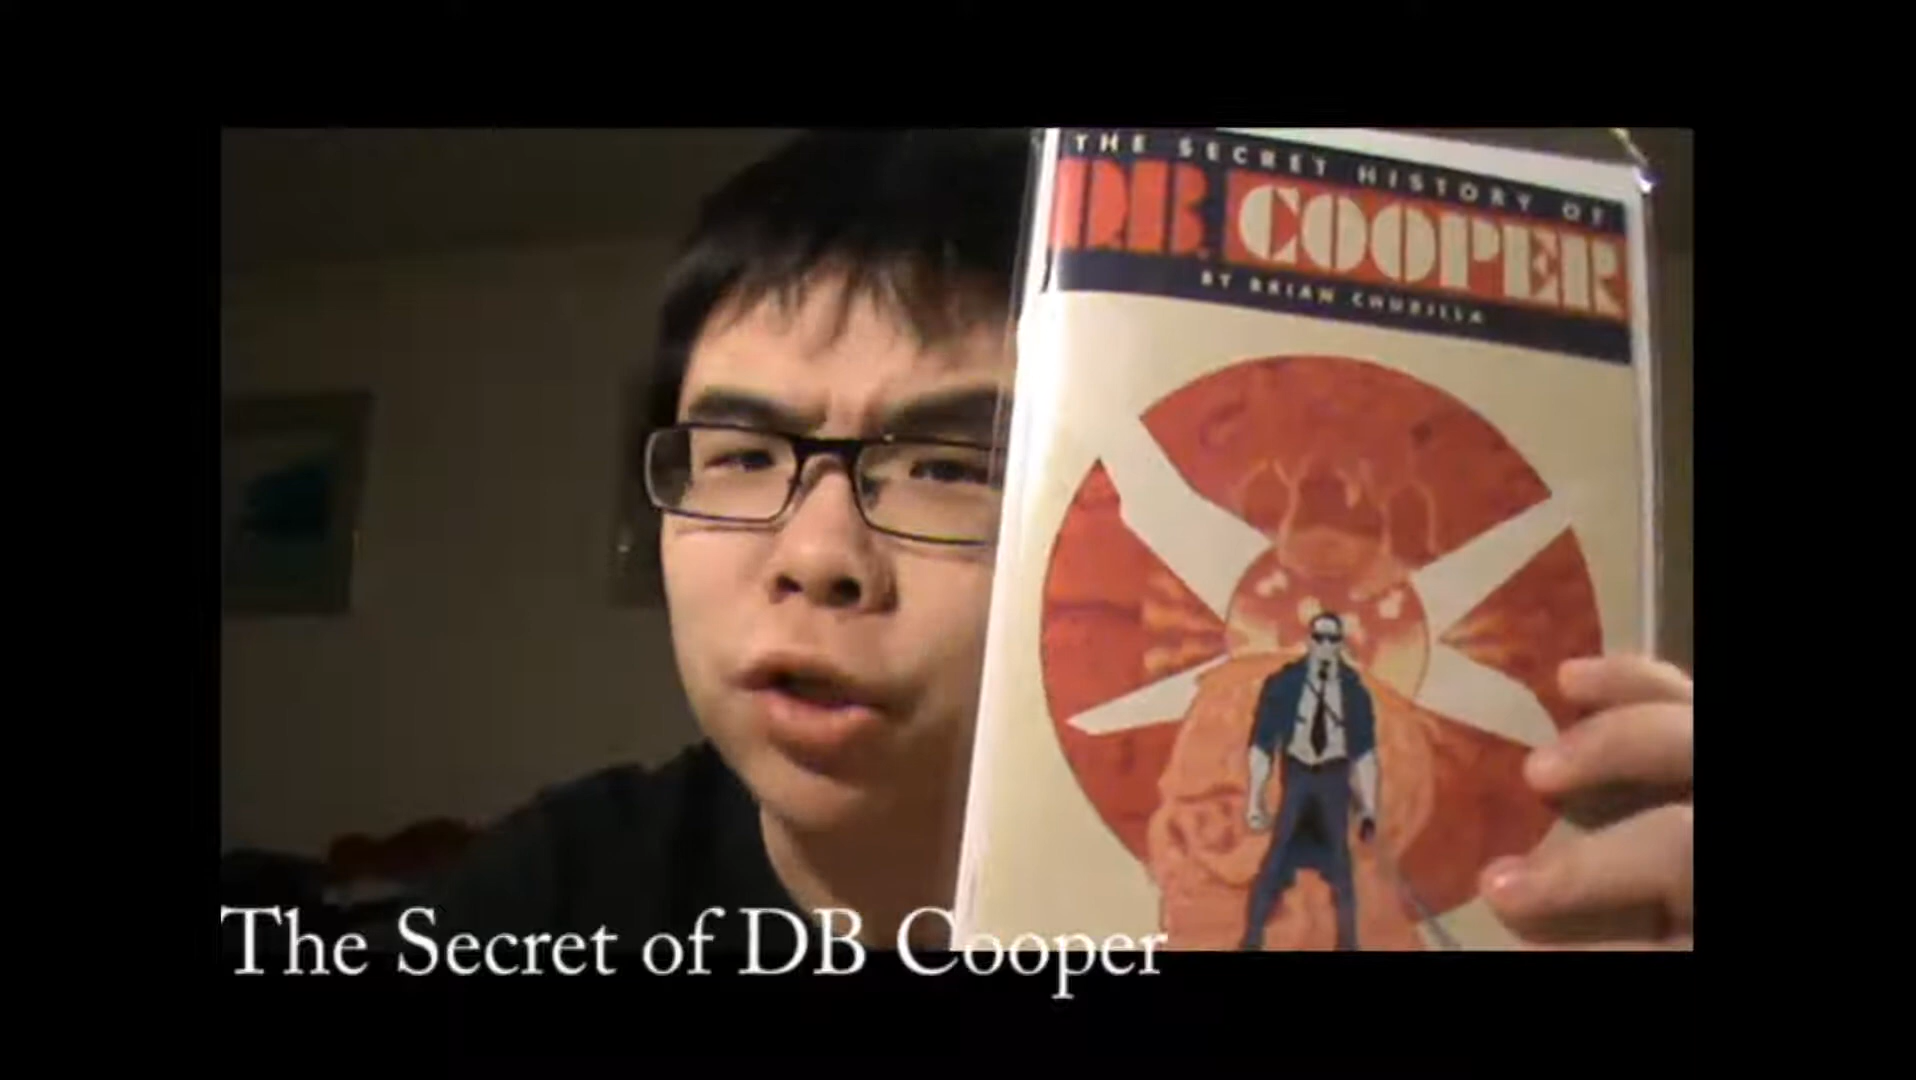 THE SECRET HISTORY OF
D.B. COOPER
BY BRIAN CHURILLA
The Secret of DB Cooper